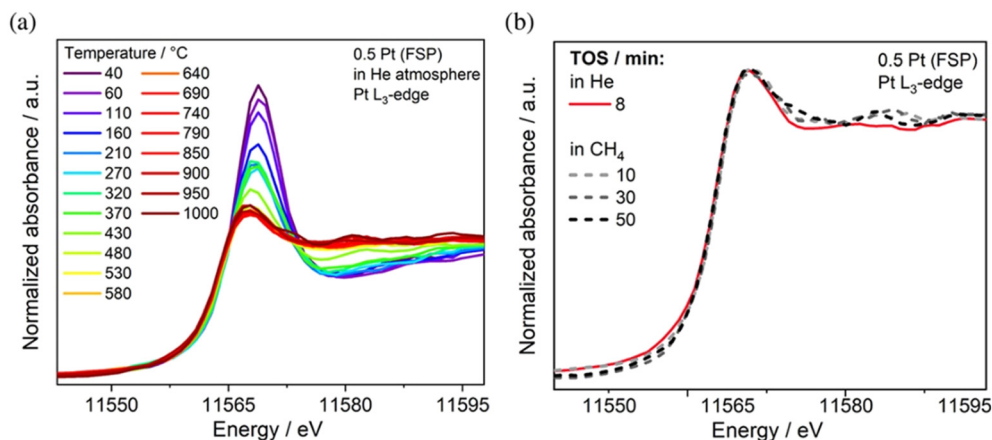 (a)
Normalized absorbance / a.u.
Temperature / °C
40 640
60 690
110 740
160 790
210 850
270 900
320 950
370 1000
430
480
530
580
0.5 Pt (FSP)
in He atmosphere
Pt L3-edge
11550 11565 11580 11595
Energy / eV
(b)
Normalized absorbance / a.u.
TOS / min:
in He
8
in CH4
10
30
50
0.5 Pt (FSP)
Pt L3-edge
11550 11565 11580 11595
Energy / eV